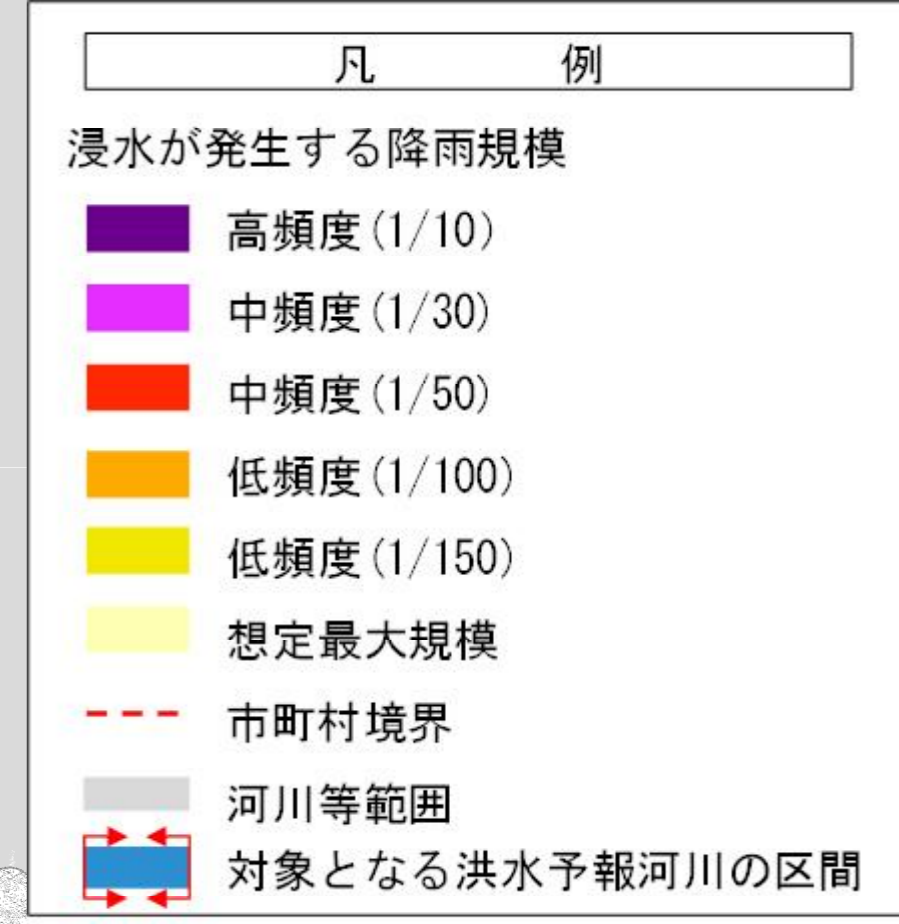 凡　例
浸水が発生する降雨規模
高頻度(1/10)
中頻度(1/30)
中頻度(1/50)
低頻度(1/100)
低頻度(1/150)
想定最大規模
市町村境界
河川等範囲
対象となる洪水予報河川の区間